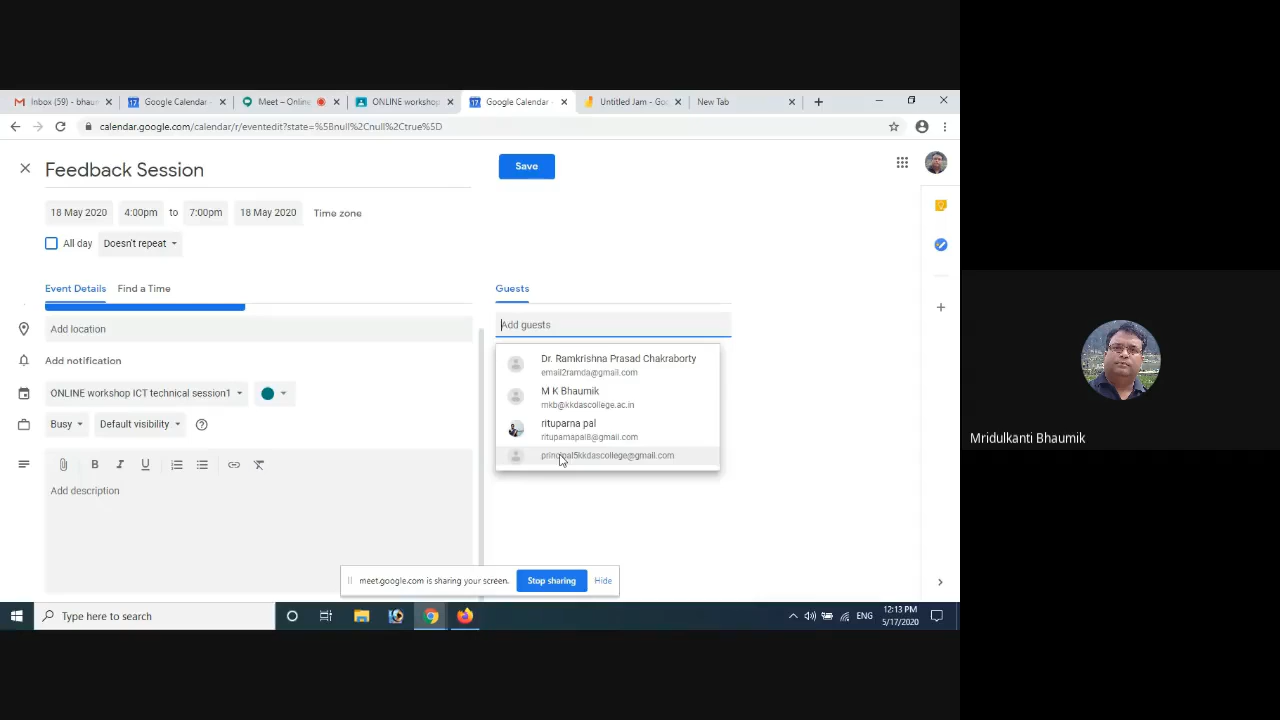 Inbox (59) - bhau
Google Calendar -
Meet – Online
ONLINE workshop
Google Calendar -
Untitled Jam - Goo
New Tab
calendar.google.com/calendar/r/eventedit?state=%5Bnull%2Cnull%2Ctrue%5D
Feedback Session
Save
18 May 2020 4:00pm to 7:00pm 18 May 2020 Time zone
All day Doesn't repeat
Event Details Find a Time
Guests
Add location
Add guests
Add notification
Dr. Ramkrishna Prasad Chakraborty
email2ramda@gmail.com
M K Bhaumik
mkb@kkdascollege.ac.in
rituparna pal
rituparnapal8@gmail.com
principal5kkdascollege@gmail.com
ONLINE workshop ICT technical session1
Busy Default visibility
B I U
Add description
meet.google.com is sharing your screen. Stop sharing Hide
Type here to search
ENG
12:13 PM
5/17/2020
Mridulkanti Bhaumik